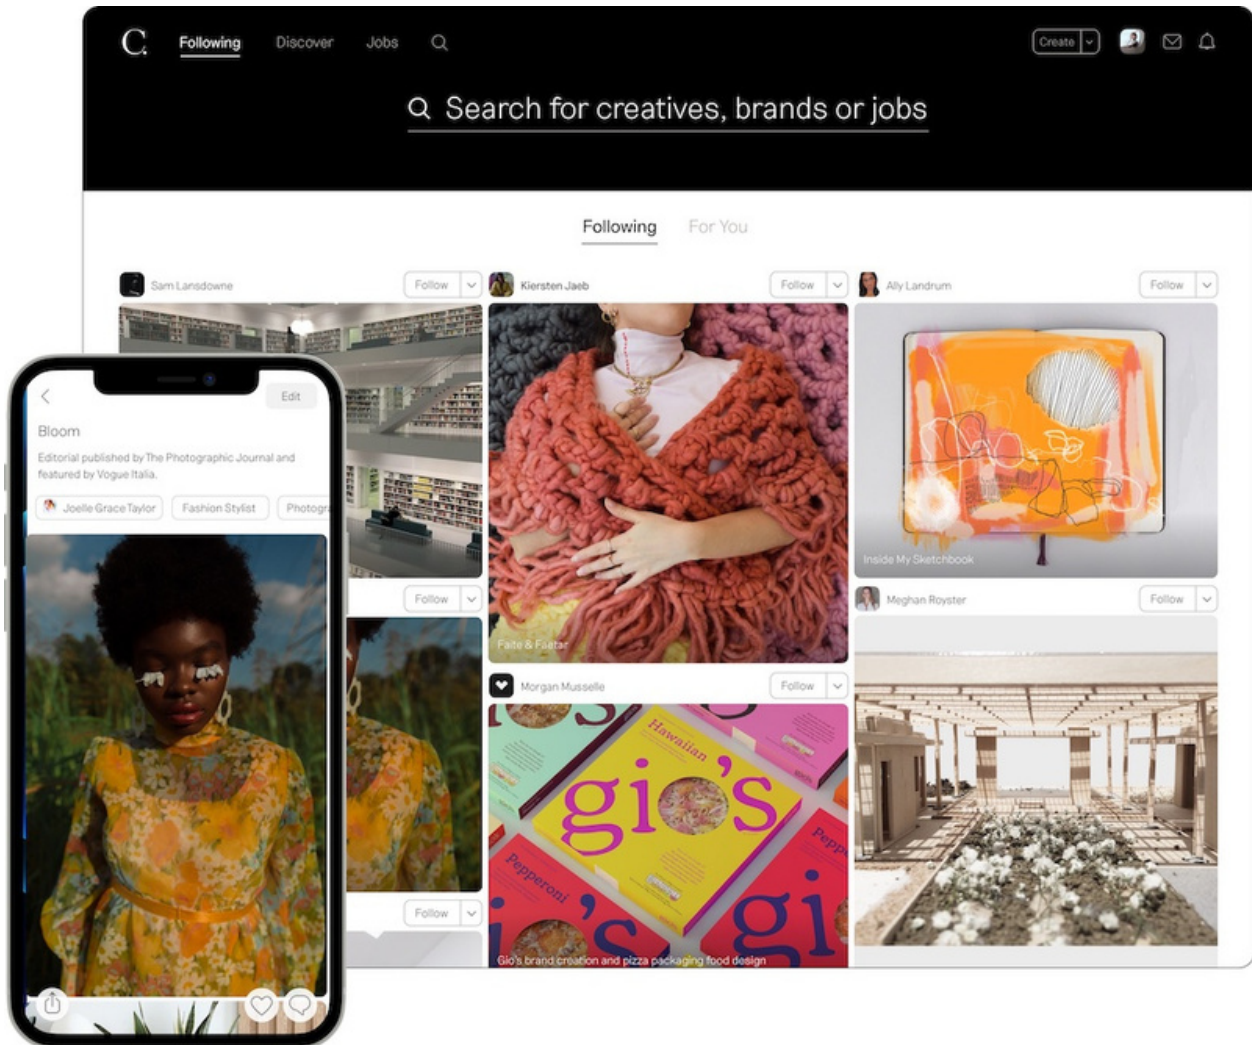 C.
Following
Discover
Jobs
Create
Search for creatives, brands or jobs
Following
For You
Sam Lansdowne
Follow
Kiersten Jaeb
Follow
Ally Landrum
Follow
Inside My Sketchbook
Follow
Meghan Royster
Follow
Faite & Faetar
Morgan Musselle
Follow
Hawaiian
gio's
Pepperoni
Pepp
gi
Gio's brand creation and pizza packaging food design
Follow
Edit
Bloom
Editorial published by The Photographic Journal and
featured by Vogue Italia.
Joelle Grace Taylor
Fashion Stylist
Photogra